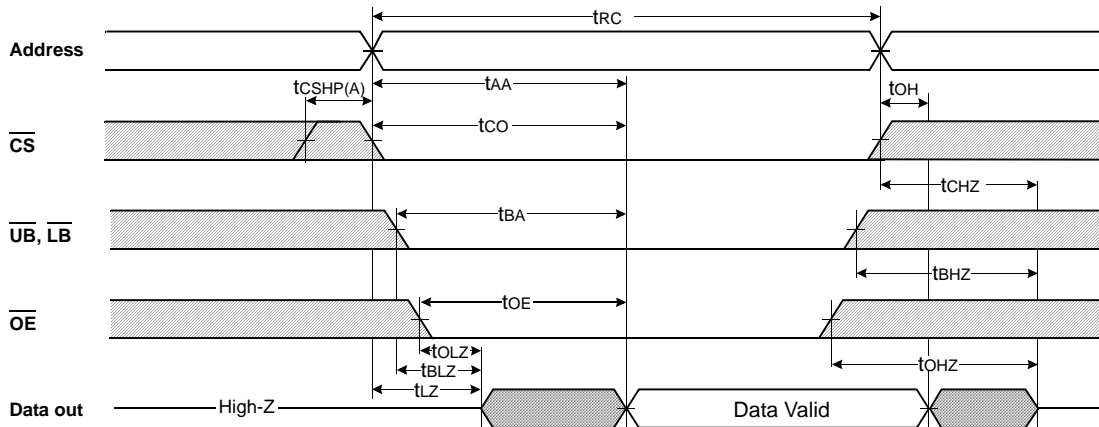 tRC
Address
tCSHP(A)
tAA
tOH
tCO
CS
tCHZ
tBA
UB, LB
tBHZ
tOE
OE
tOLZ
tOHZ
tBLZ
tLZ
High-Z
Data Valid
Data out